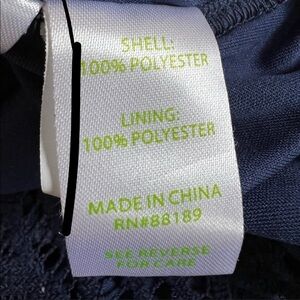 SHELL:
100% POLYESTER
LINING:
100% POLYESTER
MADE IN CHINA
RN#88189
SEE REVERSE
FOR CARE